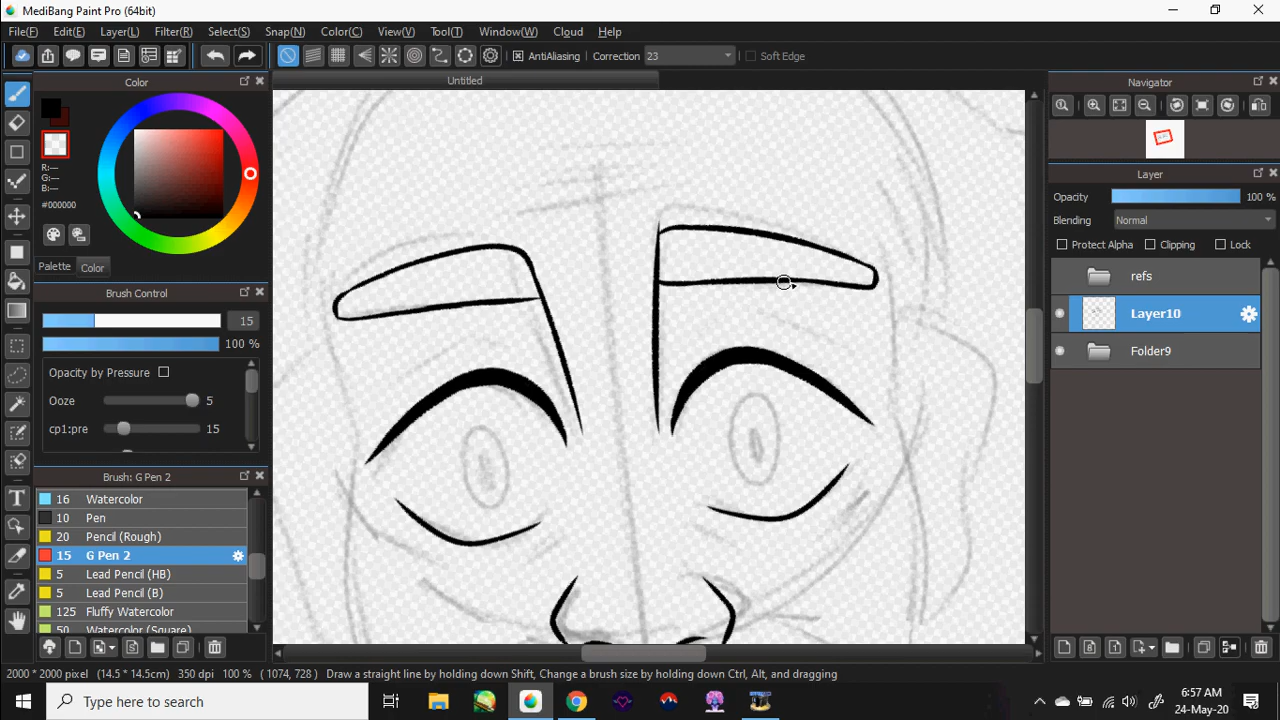 MediBang Paint Pro (64bit)
File(F) Edit(E) Layer(L) Filter(R) Select(S) Snap(N) Color(C) View(V) Tool(T) Window(W) Cloud Help
AntiAliasing Correction 23 Soft Edge
Color
Untitled
Navigator
R:---
G:---
B:---
#000000
Palette Color
Brush Control
15
100 %
Opacity by Pressure
Ooze 5
cp1:pre 15
Brush: G Pen 2
16 Watercolor
10 Pen
20 Pencil (Rough)
15 G Pen 2
5 Lead Pencil (HB)
5 Lead Pencil (B)
125 Fluffy Watercolor
50 Watercolor (Square)
Layer
Opacity 100 %
Blending Normal
Protect Alpha Clipping Lock
refs
Layer10
Folder9
2000 * 2000 pixel (14.5 * 14.5cm) 350 dpi 100 % ( 1074, 728 ) Draw a straight line by holding down Shift, Change a brush size by holding down Ctrl, Alt, and dragging
Type here to search
6:57 AM
24-May-20